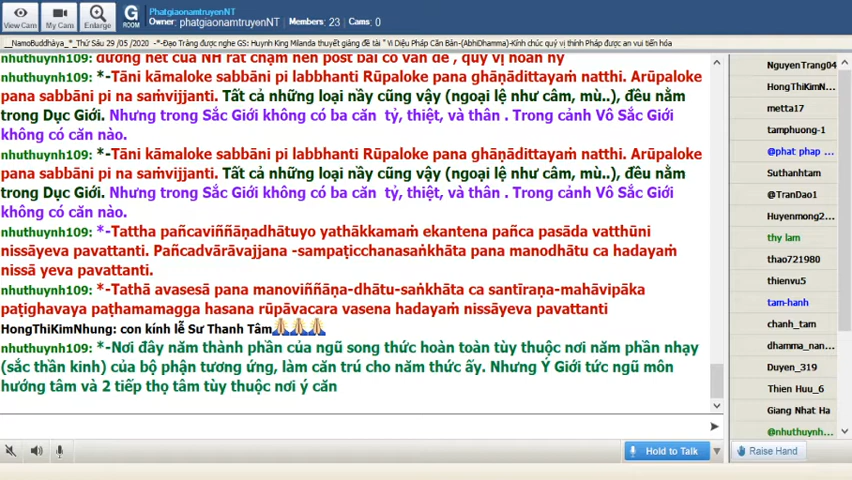 View Cam
My Cam
Enlarge
G
ROOM
PhatgiaonamtruyenNT
Owner: phatgiaonamtruyenNT
Members: 23
Cams: 0
__NamoBuddhàya_*_Thứ Sáu 29 /05 /2020 -*-Đạo Tràng được nghe GS: Huynh King Milanda thuyết giảng đề tài " Vi Diệu Pháp Căn Bản-(AbhiDhamma)-Kính chúc quý vị thính Pháp được an vui tiến hóa
nhuthuynh109: đường nét của NH rất chậm nên post bài có vấn đề , quý vị hoan hỷ
nhuthuynh109: *-Tāni kāmaloke sabbāni pi labbhanti Rūpaloke pana ghāṇādittayaṁ natthi. Arūpaloke
pana sabbāni pi na saṁvijjanti. Tất cả những loại nầy cũng vậy (ngoại lệ như câm, mù..), đều nằm
trong Dục Giới. Nhưng trong Sắc Giới không có ba căn tỷ, thiệt, và thân . Trong cảnh Vô Sắc Giới
không có căn nào.
nhuthuynh109: *-Tāni kāmaloke sabbāni pi labbhanti Rūpaloke pana ghāṇādittayaṁ natthi. Arūpaloke
pana sabbāni pi na saṁvijjanti. Tất cả những loại nầy cũng vậy (ngoại lệ như câm, mù..), đều nằm
trong Dục Giới. Nhưng trong Sắc Giới không có ba căn tỷ, thiệt, và thân . Trong cảnh Vô Sắc Giới
không có căn nào.
nhuthuynh109: *-Tattha pañcaviññāṇadhātuyo yathākkamaṁ ekantena pañca pasāda vatthūni
nissāyeva pavattanti. Pañcadvārāvajjana -sampaṭicchanasaṅkhāta pana manodhātu ca hadayaṁ
nissā yeva pavattanti.
nhuthuynh109: *-Tathā avasesā pana manoviññāṇa-dhātu-saṅkhāta ca santīraṇa-mahāvipāka
paṭighavaya paṭhamamagga hasana rūpāvacara vasena hadayaṁ nissāyeva pavattanti
HongThiKimNhung: con kính lễ Sư Thanh Tâm🙏🙏🙏
nhuthuynh109: *-Nơi đây năm thành phần của ngũ song thức hoàn toàn tùy thuộc nơi năm phần nhạy
(sắc thần kinh) của bộ phận tương ứng, làm căn trú cho năm thức ấy. Nhưng Ý Giới tức ngũ môn
hướng tâm và 2 tiếp thọ tâm tùy thuộc nơi ý căn
NguyenTrang04
HongThiKimN...
metta17
tamphuong-1
@phat phap ...
Suthanhtam
@TranDao1
Huyenmong2...
thy lam
thao721980
thienvu5
tam-hanh
chanh_tam
dhamma_nan...
Duyen_319
Thien Huu_6
Giang Nhat Ha
@nhuthuynh...
Hold to Talk
Raise Hand